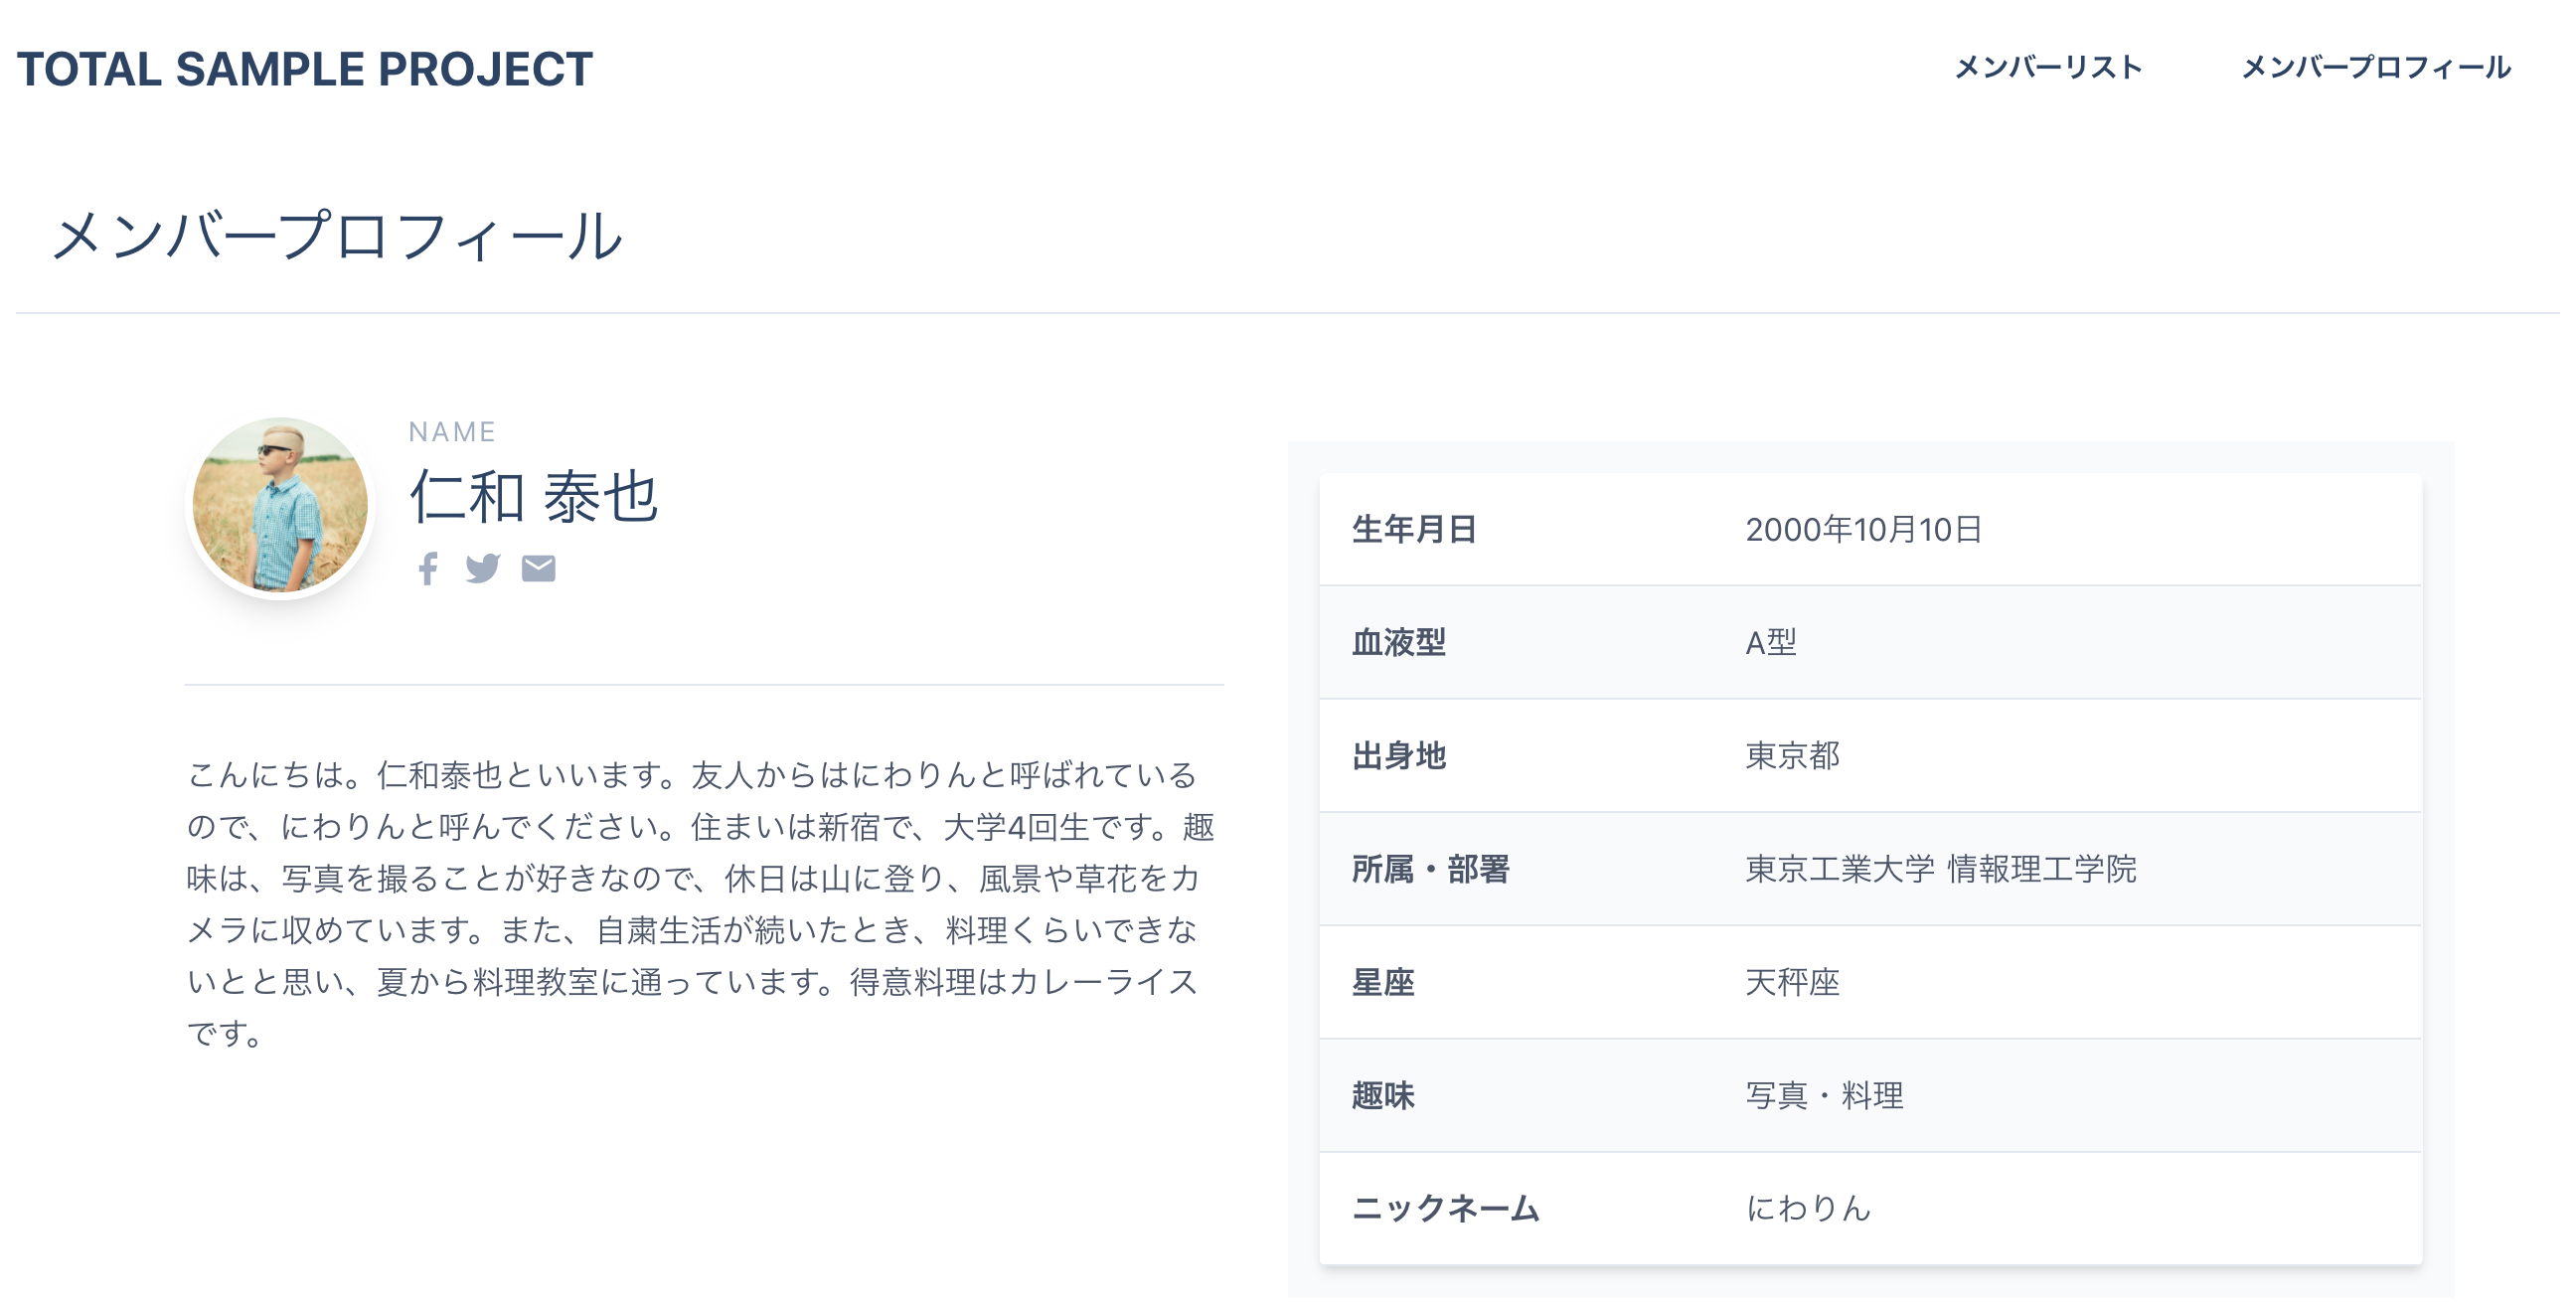 TOTAL SAMPLE PROJECT
メンバーリスト
メンバープロフィール
メンバープロフィール
NAME
仁和 泰也
こんにちは。仁和泰也といいます。友人からはにわりんと呼ばれている
ので、にわりんと呼んでください。住まいは新宿で、大学4回生です。趣
味は、写真を撮ることが好きなので、休日は山に登り、風景や草花をカ
メラに収めています。また、自粛生活が続いたとき、料理くらいできな
いとと思い、夏から料理教室に通っています。得意料理はカレーライス
です。
生年月日 2000年10月10日
血液型 A型
出身地 東京都
所属・部署 東京工業大学 情報理工学院
星座 天秤座
趣味 写真・料理
ニックネーム にわりん